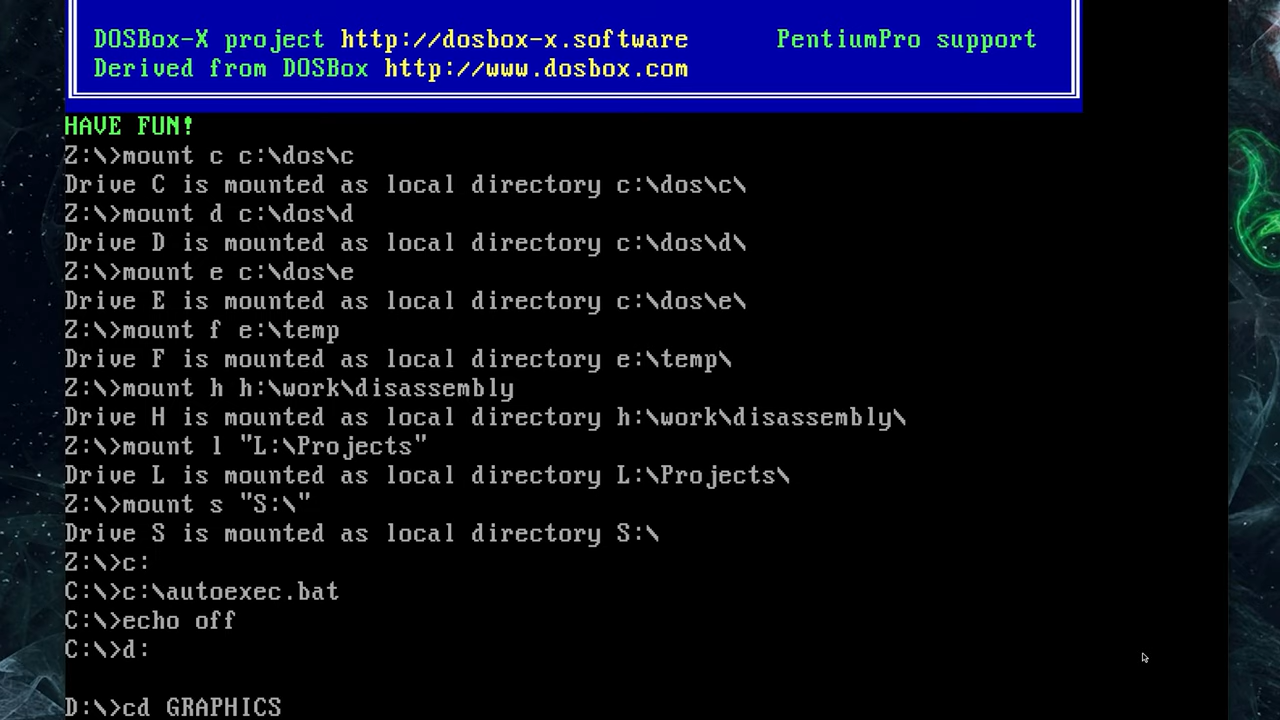 DOSBox-X project http://dosbox-x.software PentiumPro support
Derived from DOSBox http://www.dosbox.com
HAVE FUN!
Z:\>mount c c:\dos\c
Drive C is mounted as local directory c:\dos\c\
Z:\>mount d c:\dos\d
Drive D is mounted as local directory c:\dos\d\
Z:\>mount e c:\dos\e
Drive E is mounted as local directory c:\dos\e\
Z:\>mount f e:\temp
Drive F is mounted as local directory e:\temp\
Z:\>mount h h:\work\disassembly
Drive H is mounted as local directory h:\work\disassembly\
Z:\>mount l "L:\Projects"
Drive L is mounted as local directory L:\Projects\
Z:\>mount s "S:\"
Drive S is mounted as local directory S:\
Z:\>c:
C:\>c:\autoexec.bat
C:\>echo off
C:\>d:
D:\>cd GRAPHICS